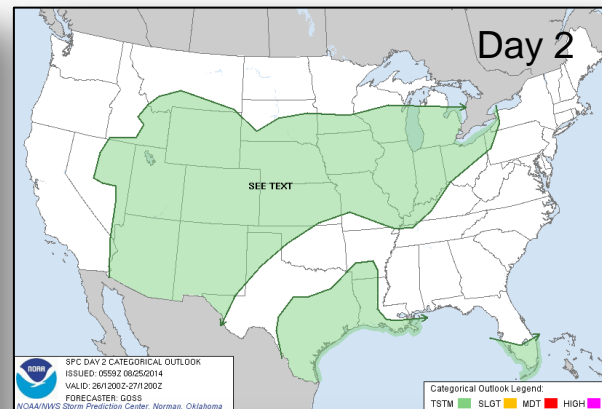 Day 2
SEE TEXT
NOAA
SPC DAY 2 CATEGORICAL OUTLOOK
ISSUED: 0559Z 08/25/2014
VALID: 26/1200Z-27/1200Z
FORECASTER: GOSS
NOAA/NWS Storm Prediction Center, Norman, Oklahoma
Categorical Outlook Legend:
TSTM SLGT MDT HIGH